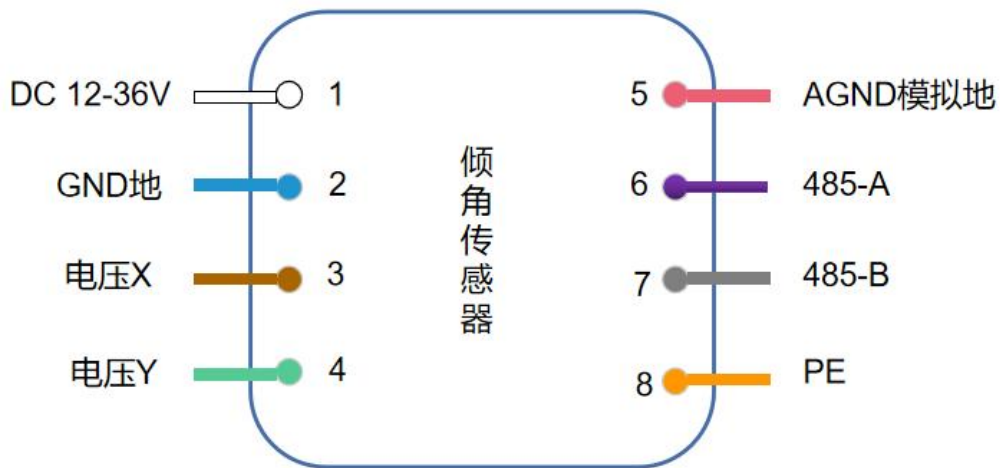 DC 12-36V 1
GND地 2
电压X 3
电压Y 4
倾角传感器
5 AGND模拟地
6 485-A
7 485-B
8 PE